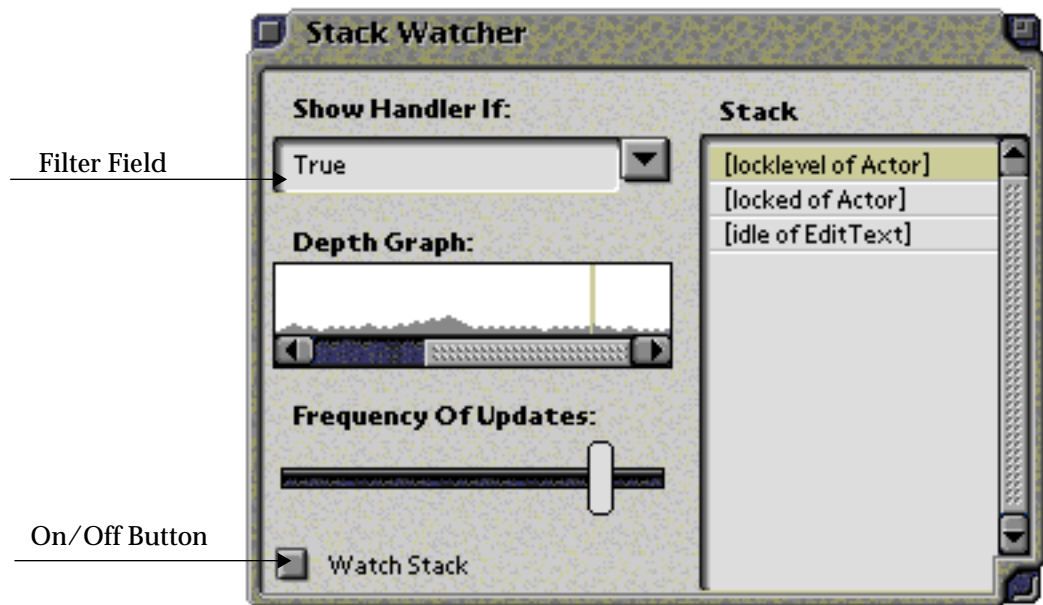 Stack Watcher
Show Handler If:
Filter Field
True
Depth Graph:
Frequency Of Updates:
On/Off Button
Watch Stack
Stack
[locklevel of Actor]
[locked of Actor]
[idle of EditText]